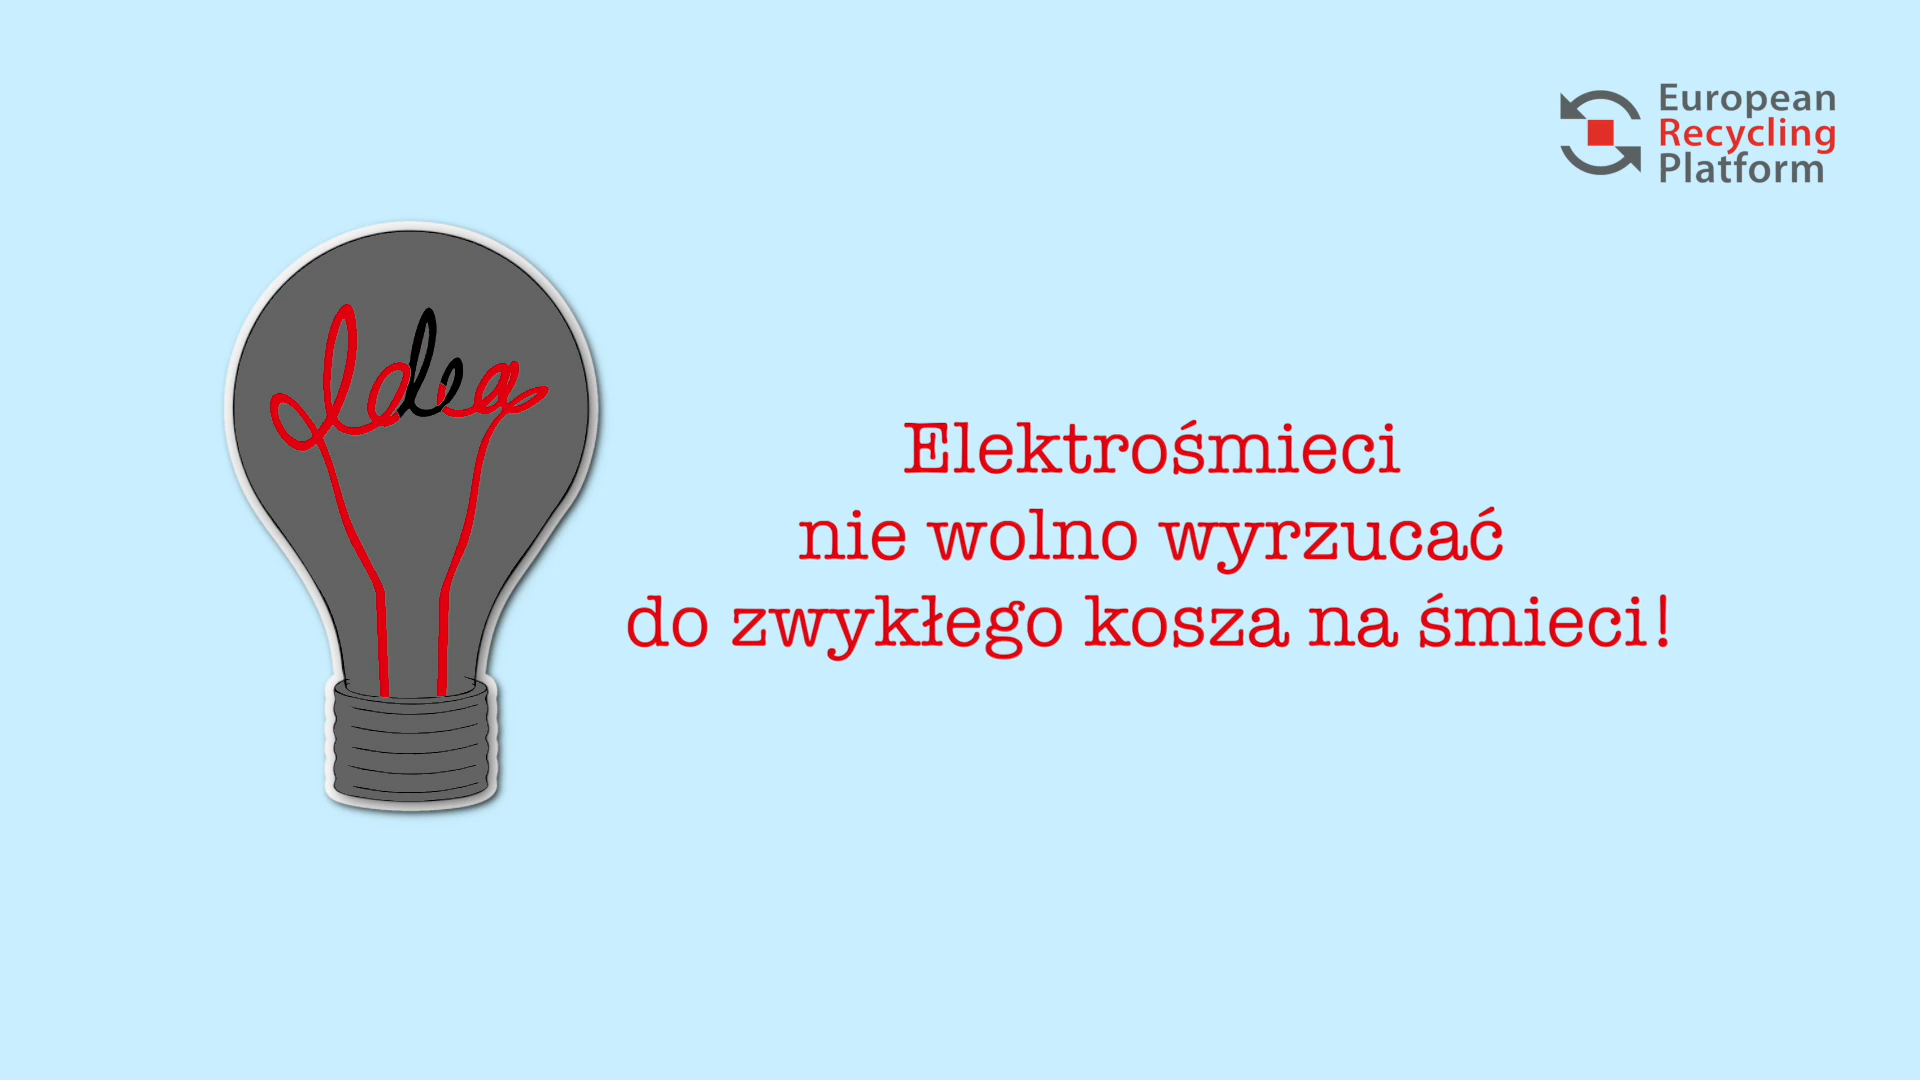 European
Recycling
Platform
Idea
Elektrośmieci
nie wolno wyrzucać
do zwykłego kosza na śmieci!